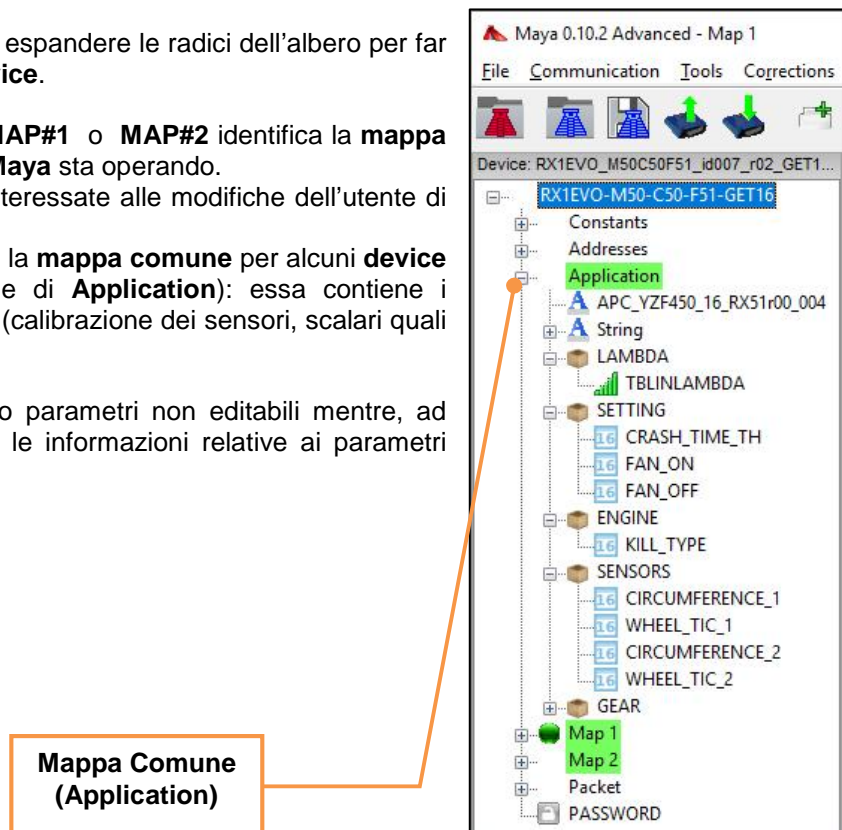 espandere le radici dell'albero per far
ice.
MAP#1 o MAP#2 identifica la mappa
Maya sta operando.
teressate alle modifiche dell'utente di
la mappa comune per alcuni device
e di Application): essa contiene i
(calibrazione dei sensori, scalari quali
o parametri non editabili mentre, ad
le informazioni relative ai parametri
Mappa Comune
(Application)
Maya 0.10.2 Advanced - Map 1
File Communication Tools Corrections
Device: RX1EVO_M50C50F51_id007_r02_GET1...
RX1EVO-M50-C50-F51-GET16
Constants
Addresses
Application
A APC_YZF450_16_RX51r00_004
A String
LAMBDA
TBLINLAMBDA
SETTING
16 CRASH_TIME_TH
16 FAN_ON
16 FAN_OFF
ENGINE
16 KILL_TYPE
SENSORS
16 CIRCUMFERENCE_1
16 WHEEL_TIC_1
16 CIRCUMFERENCE_2
16 WHEEL_TIC_2
GEAR
Map 1
Map 2
Packet
PASSWORD